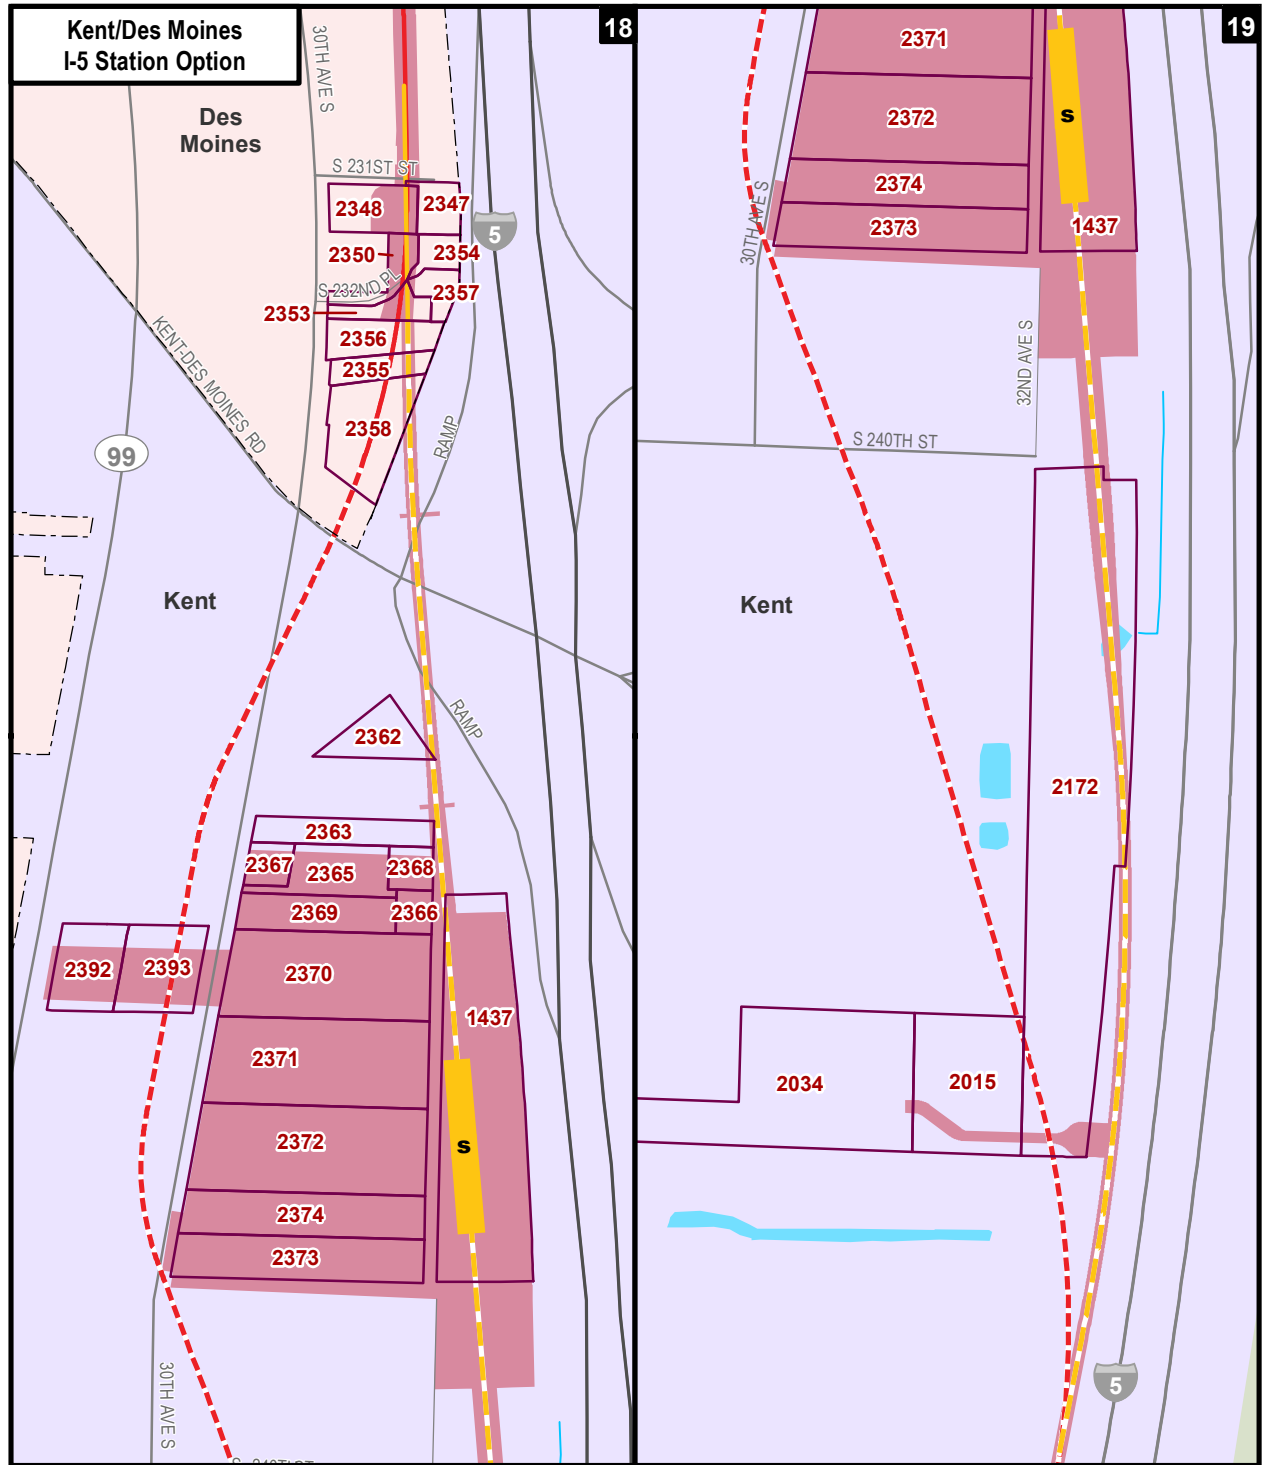 Kent/Des Moines
I-5 Station Option
18
30TH AVE S
Des
Moines
S 231ST ST
2348
2347
5
2350
2354
S 232ND PL
2357
2353
2356
2355
KENT-DES MOINES RD
2358
RAMP
99
Kent
2362
RAMP
2363
2367
2365
2368
2369
2366
2392
2393
2370
1437
2371
2372
s
2374
2373
30TH AVE S
S 240TH ST
19
2371
s
2372
2374
30TH AVE S
2373
1437
32ND AVE S
S 240TH ST
Kent
2172
2034
2015
5